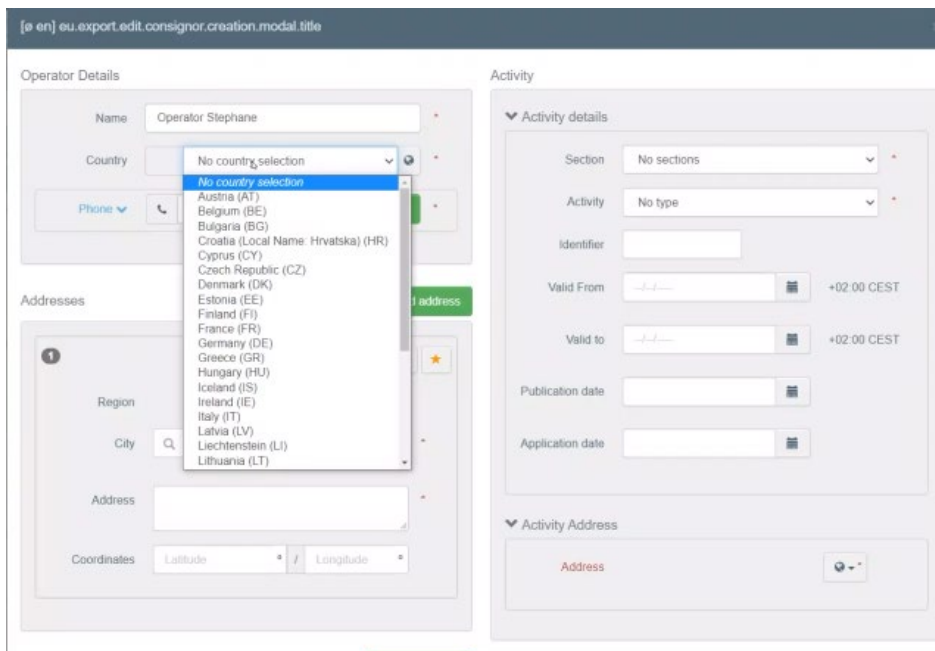 [ø en] eu.export.edit.consignor.creation.modal.title
Operator Details
Name Operator Stephane *
Country No country selection *
No country selection
Austria (AT)
Belgium (BE)
Bulgaria (BG)
Croatia (Local Name: Hrvatska) (HR)
Cyprus (CY)
Czech Republic (CZ)
Denmark (DK)
Estonia (EE)
Finland (FI)
France (FR)
Germany (DE)
Greece (GR)
Hungary (HU)
Iceland (IS)
Ireland (IE)
Italy (IT)
Latvia (LV)
Liechtenstein (LI)
Lithuania (LT)
Phone *
Addresses
address
1
Region
City *
Address *
Coordinates Latitude ° / Longitude °
Activity
Activity details
Section No sections *
Activity No type *
Identifier
Valid From --/--/---- +02:00 CEST
Valid to --/--/---- +02:00 CEST
Publication date
Application date
Activity Address
Address *